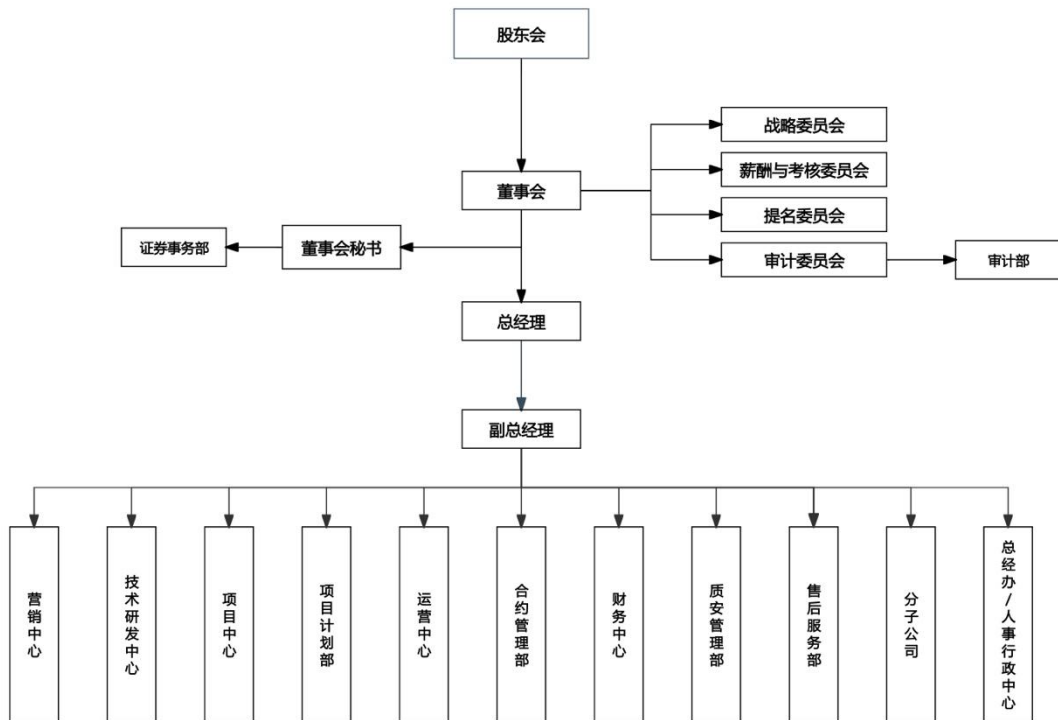 股东会
战略委员会
薪酬与考核委员会
董事会
提名委员会
证券事务部
董事会秘书
审计委员会
审计部
总经理
副总经理
营销中心
技术研发中心
项目中心
项目计划部
运营中心
合约管理部
财务中心
质安管理部
售后服务部
分子公司
总经办/人事行政中心